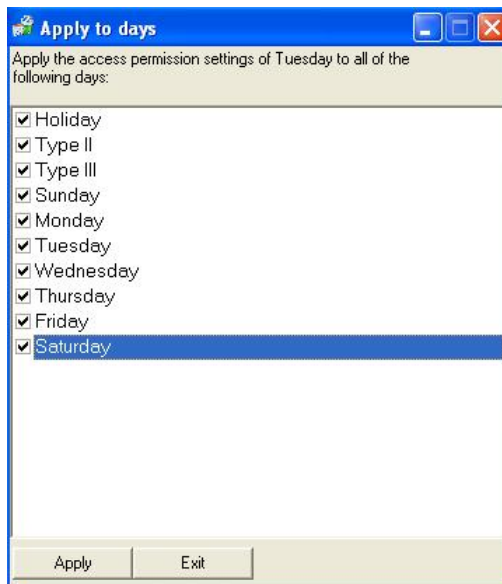 Apply to days
Apply the access permission settings of Tuesday to all of the
following days:
Holiday
Type II
Type III
Sunday
Monday
Tuesday
Wednesday
Thursday
Friday
Saturday
Apply
Exit